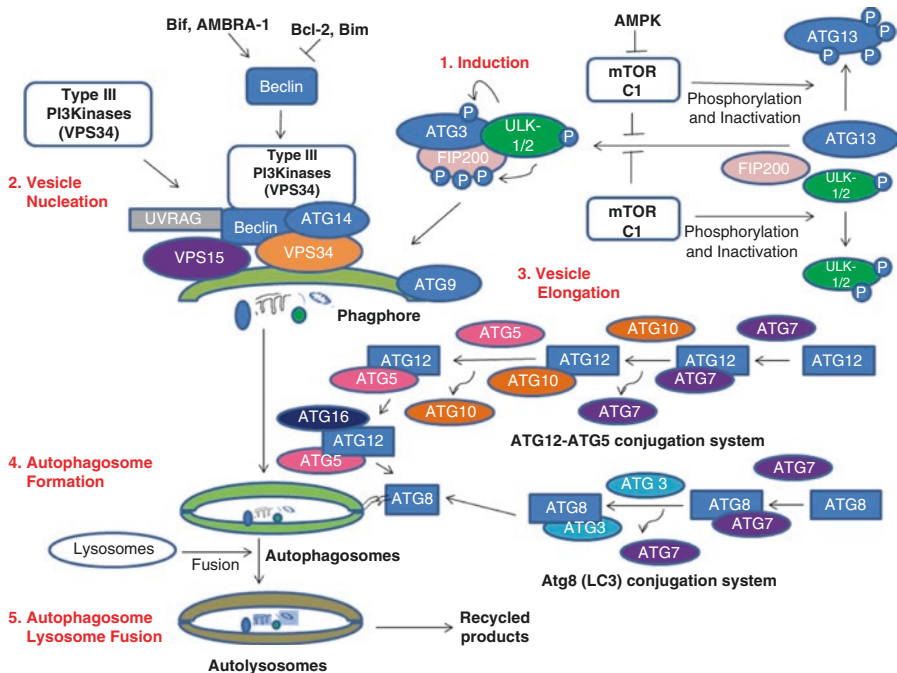 Bif, AMBRA-1
Bcl-2, Bim
Beclin
AMPK
mTOR
C1
ATG13
P
P
P
P
P
1. Induction
Type III
PI3Kinases
(VPS34)
Phosphorylation
and Inactivation
P
ATG3
ULK-
1/2
P
FIP200
P
P
P
ATG13
FIP200
ULK-
1/2
P
2. Vesicle
Nucleation
Type III
PI3Kinases
(VPS34)
UVRAG
Beclin
ATG14
VPS15
VPS34
mTOR
C1
Phosphorylation
and Inactivation
ULK-
1/2
P
P
ATG9
Phagphore
3. Vesicle
Elongation
ATG5
ATG10
ATG7
ATG12
ATG5
ATG12
ATG10
ATG12
ATG7
ATG12
ATG10
ATG7
ATG16
ATG12
ATG5
ATG12-ATG5 conjugation system
4. Autophagosome
Formation
ATG8
ATG7
ATG 3
ATG8
ATG3
ATG8
ATG7
ATG8
ATG7
Atg8 (LC3) conjugation system
Lysosomes
Fusion
Autophagosomes
5. Autophagosome
Lysosome Fusion
Recycled
products
Autolysosomes